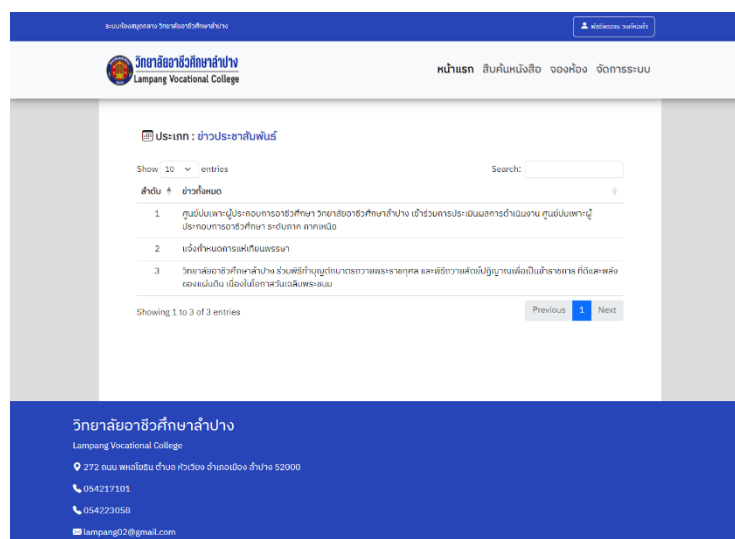 ระบบห้องสมุดกลาง วิทยาลัยอาชีวศึกษาลำปาง
วิทยาลัยอาชีวศึกษาลำปาง
Lampang Vocational College
หน้าแรก สืบค้นหนังสือ จองห้อง จัดการระบบ
ประเภท : ข่าวประชาสัมพันธ์
Show 10 entries Search:
ลำดับ ข่าวทั้งหมด
1 ศูนย์บ่มเพาะผู้ประกอบการอาชีวศึกษา วิทยาลัยอาชีวศึกษาลำปาง เข้าร่วมการประเมินผลการดำเนินงาน ศูนย์บ่มเพาะผู้
ประกอบการอาชีวศึกษา ระดับภาค ภาคเหนือ
2 แจ้งกำหนดการแห่เทียนพรรษา
3 วิทยาลัยอาชีวศึกษาลำปาง ร่วมพิธีทำบุญตักบาตรถวายพระราชกุศล และพิธีถวายสัตย์ปฏิญาณเพื่อเป็นข้าราชการ ที่ดีและพลัง
ของแผ่นดิน เนื่องในโอกาสวันเฉลิมพระชนม
Showing 1 to 3 of 3 entries Previous 1 Next
วิทยาลัยอาชีวศึกษาลำปาง
Lampang Vocational College
272 ถนน พหลโยธิน ตำบล หัวเวียง อำเภอเมือง ลำปาง 52000
054217101
054223058
lampang02@gmail.com